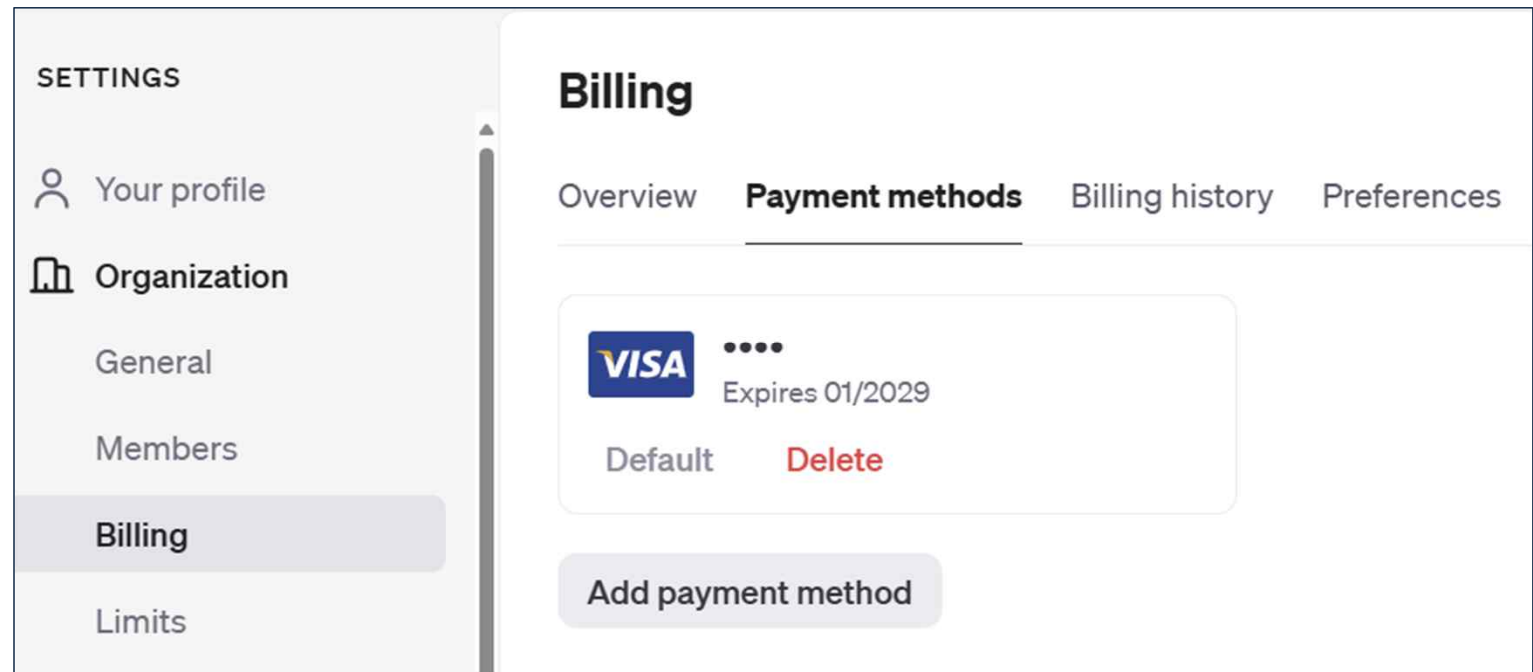 SETTINGS
Your profile
Organization
General
Members
Billing
Limits
Billing
Overview Payment methods Billing history Preferences
VISA ••••
Expires 01/2029
Default Delete
Add payment method